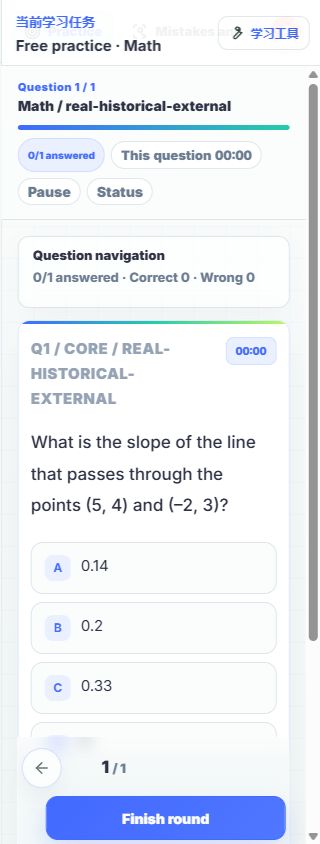 当前学习任务
Practice
Mistakes an
Free practice · Math
学习工具
Question 1 / 1
Math / real-historical-external
0/1 answered
This question 00:00
Pause
Status
Question navigation
0/1 answered · Correct 0 · Wrong 0
Q1 / CORE / REAL-
HISTORICAL-
EXTERNAL
00:00
What is the slope of the line
that passes through the
points (5, 4) and (−2, 3)?
A 0.14
B 0.2
C 0.33
1 / 1
Finish round